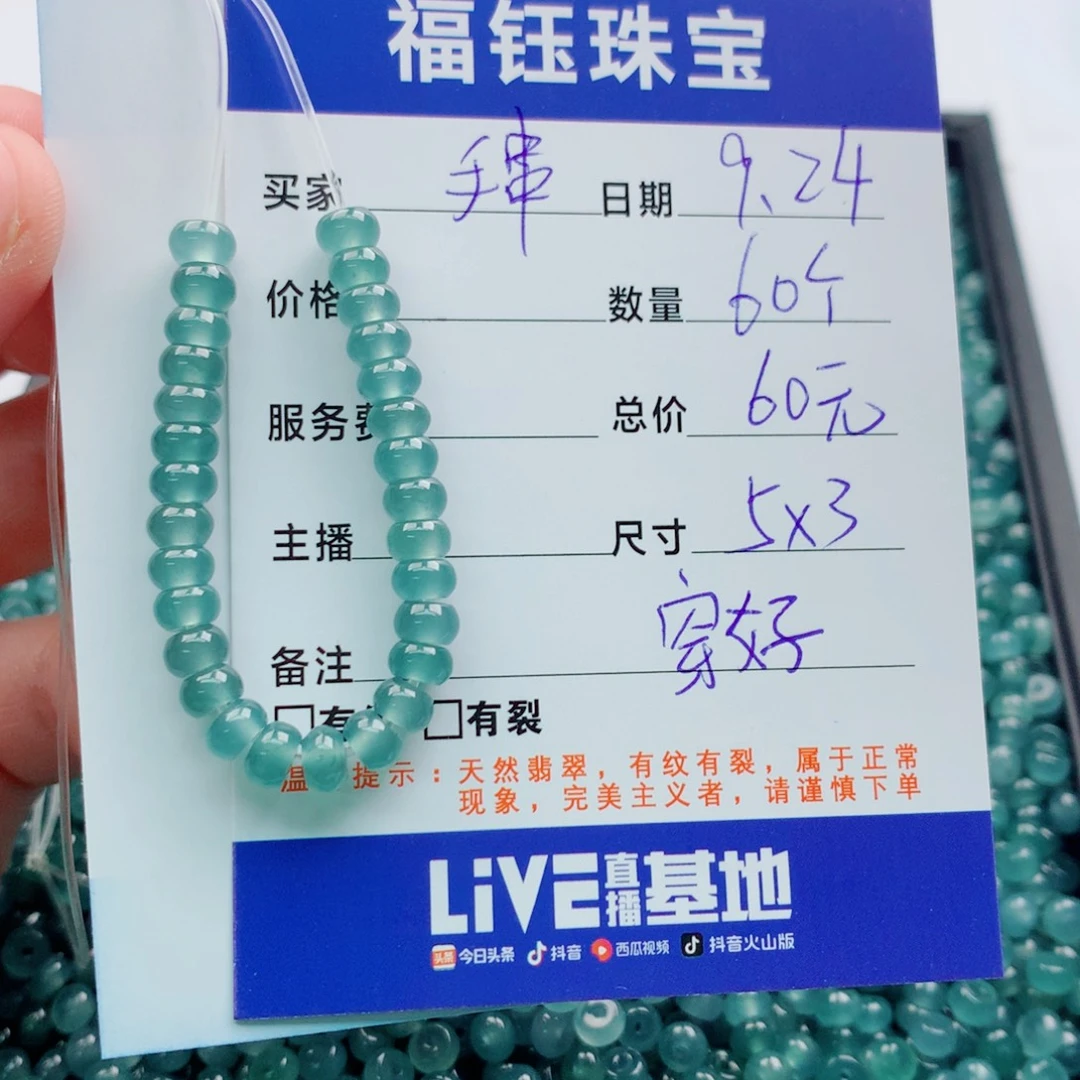 福钰珠宝
买家 手串 日期 9.24
价格 数量 60个
服务费 总价 60元
主播 尺寸 5x3
备注 穿好
有 有裂
温 提示：天然翡翠，有纹有裂，属于正常
现象，完美主义者，请谨慎下单
LiVE直播基地
头条 今日头条 抖音 西瓜视频 抖音火山版